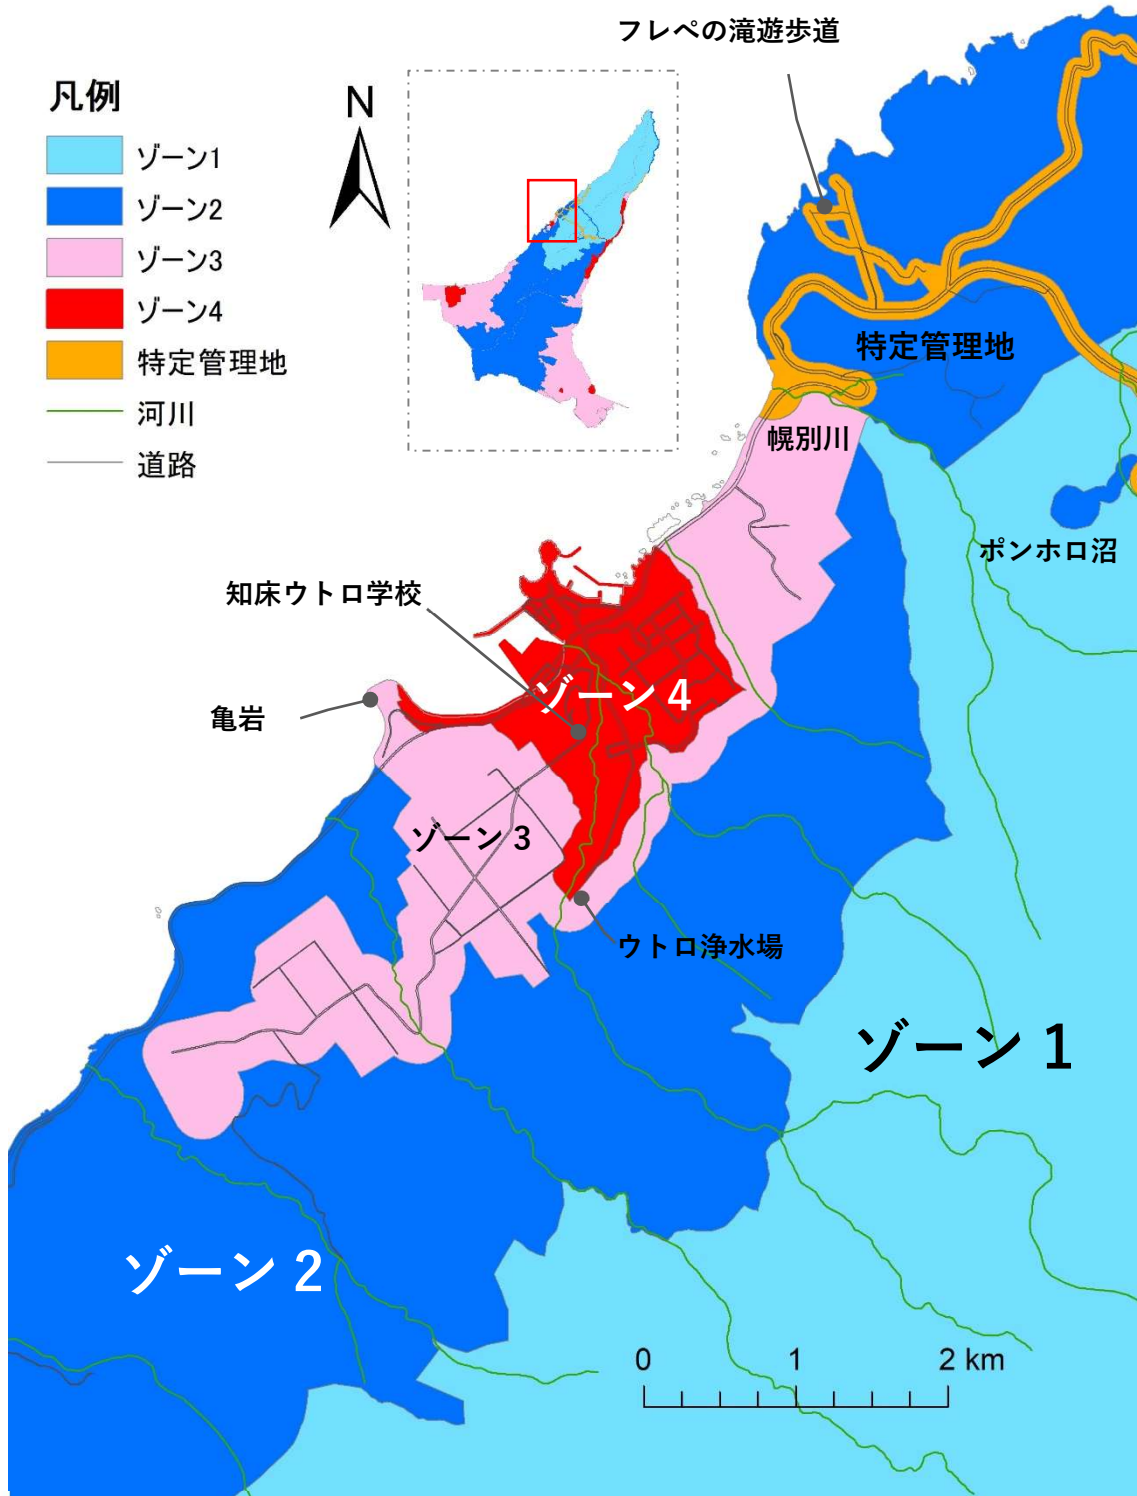 フレペの滝遊歩道
凡例
N
ゾーン1
ゾーン2
ゾーン3
ゾーン4
特定管理地
河川
道路
特定管理地
幌別川
ポンホロ沼
知床ウトロ学校
ゾーン 4
亀岩
ゾーン 3
ウトロ浄水場
ゾーン 1
ゾーン 2
0 1 2 km